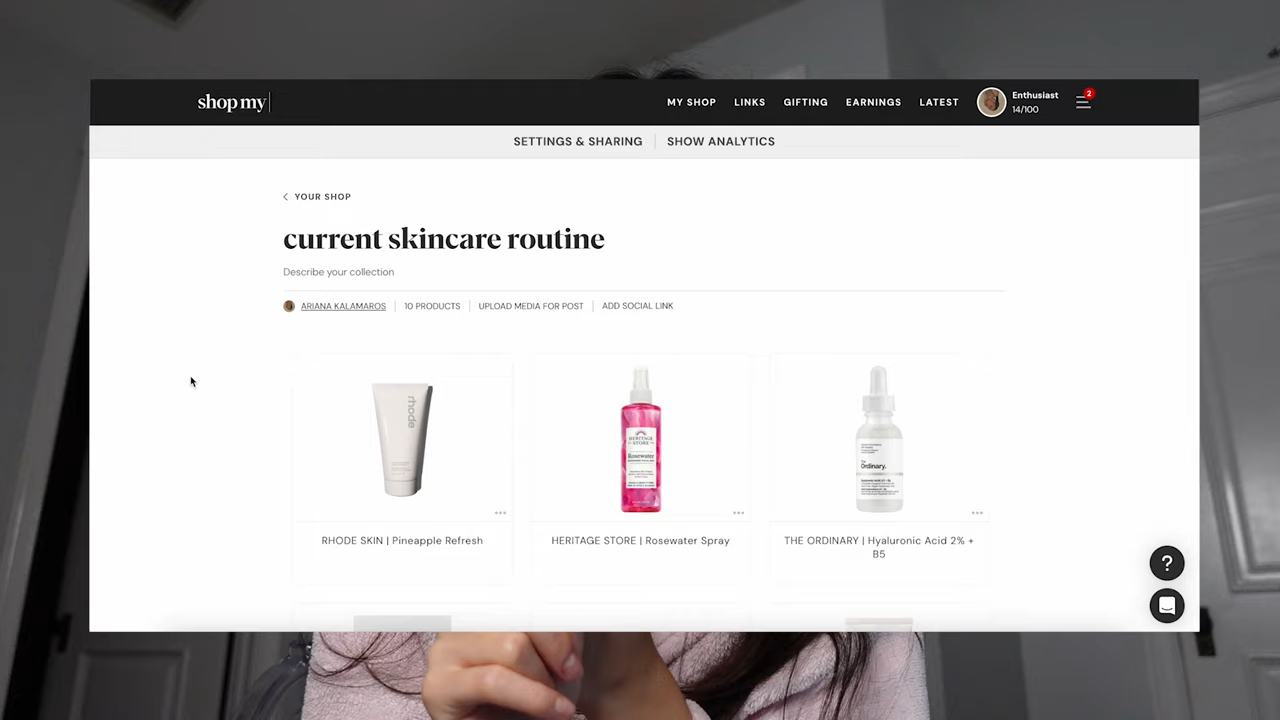 shop my
MY SHOP
LINKS
GIFTING
EARNINGS
LATEST
Enthusiast
14/100
2
SETTINGS & SHARING
SHOW ANALYTICS
YOUR SHOP
current skincare routine
Describe your collection
ARIANA KALAMAROS
10 PRODUCTS
UPLOAD MEDIA FOR POST
ADD SOCIAL LINK
rhode
HERITAGE
STORE
Rosewater
The
Ordinary.
RHODE SKIN | Pineapple Refresh
HERITAGE STORE | Rosewater Spray
THE ORDINARY | Hyaluronic Acid 2% +
B5
?